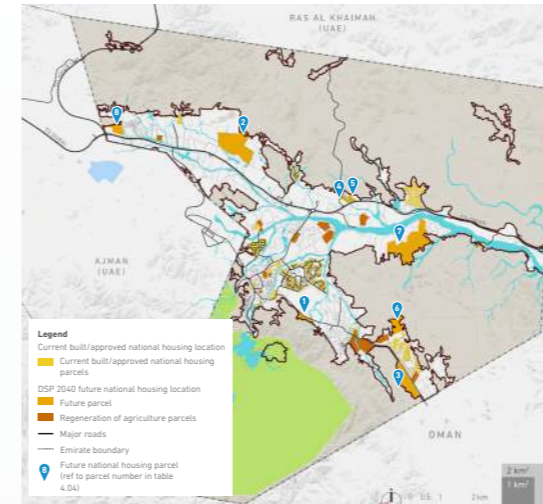 RAS AL KHAIMAH
(UAE)
8
2
4
5
7
AJMAN
(UAE)
1
6
3
OMAN
Legend
Current built/approved national housing location
Current built/approved national housing
parcels
DSP 2040 future national housing location
Future parcel
Regeneration of agriculture parcels
Major roads
Emirate boundary
8
Future national housing parcel
(ref to parcel number in table
4.04)
0 0.5 1 2 km
2 km²
1 km²